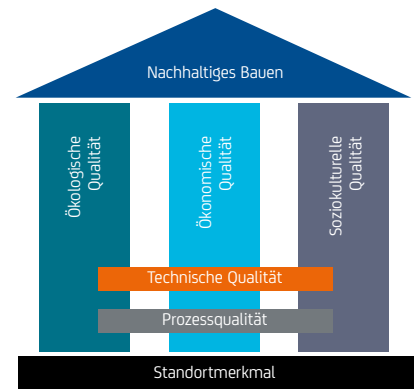 Nachhaltiges Bauen
Ökologische
Qualität
Ökonomische
Qualität
Soziokulturelle
Qualität
Technische Qualität
Prozessqualität
Standortmerkmal